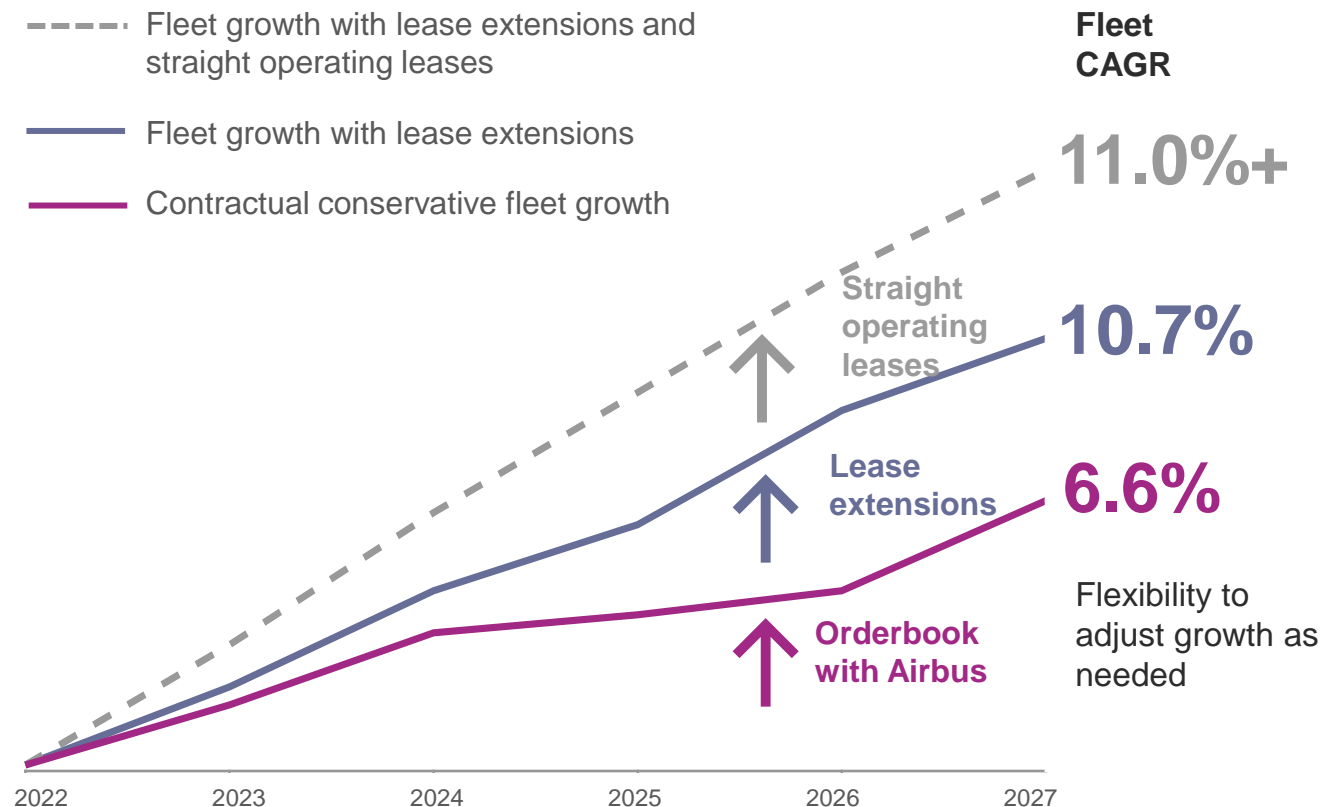 Fleet growth with lease extensions and
straight operating leases
Fleet growth with lease extensions
Contractual conservative fleet growth
Fleet
CAGR
11.0%+
Straight
operating
leases
10.7%
Lease
extensions
6.6%
Orderbook
with Airbus
Flexibility to
adjust growth as
needed
2022
2023
2024
2025
2026
2027